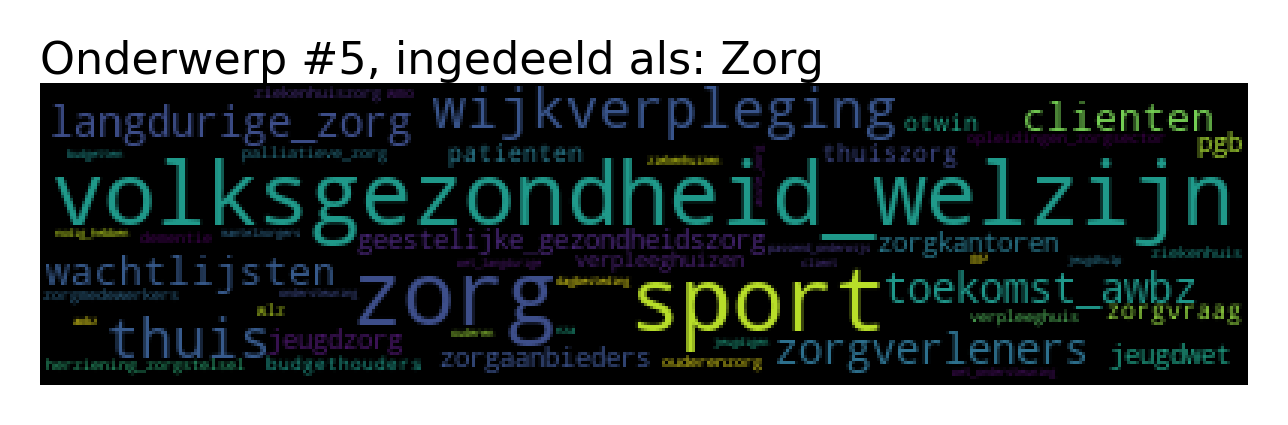 Onderwerp #5, ingedeeld als: Zorg
ziekenhuiszorg wmo
langdurige_zorg wijkverpleging otwin clienten
opleidingen_zorgsector
budgetten palliatieve_zorg patienten ziekenhuizen thuiszorg pgb
volksgezondheid_welzijn
nodig_hebben dementie mantelzorgers geestelijke_gezondheidszorg passend_onderwijs zorgkantoren
wachtlijsten wet_langdurige verpleeghuizen client jeugdhulp ziekenhuis
zorgmedewerkers ondersteuning zorg dagbesteding sport toekomst_awbz
awbz thuis wlz verpleeghuis zorgvraag
jeugdzorg ouderen jeugdigen
herziening_zorgstelsel budgethouders zorgaanbieders ouderenzorg zorgverleners jeugdwet
wet_ondersteuning